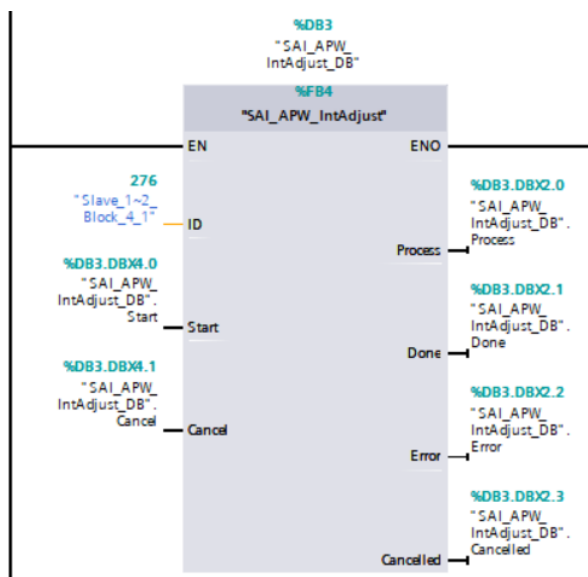 %DB3
"SAI_APW_
IntAdjust_DB"
%FB4
"SAI_APW_IntAdjust"
EN
ENO
276
"Slave_1~2_
Block_4_1"
ID
%DB3.DBX2.0
"SAI_APW_
IntAdjust_DB".
Process
Process
%DB3.DBX4.0
"SAI_APW_
IntAdjust_DB".
Start
Start
%DB3.DBX2.1
"SAI_APW_
IntAdjust_DB".
Done
Done
%DB3.DBX4.1
"SAI_APW_
IntAdjust_DB".
Cancel
Cancel
%DB3.DBX2.2
"SAI_APW_
IntAdjust_DB".
Error
Error
%DB3.DBX2.3
"SAI_APW_
IntAdjust_DB".
Cancelled
Cancelled